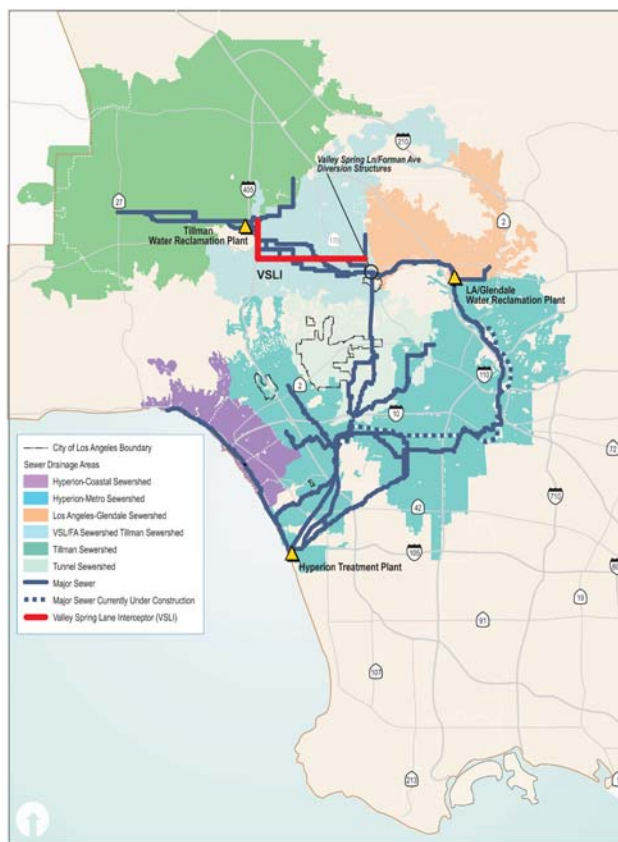 210
Valley Spring Ln/Forman Ave
Diversion Structures
27
405
2
Tillman
Water Reclamation Plant
170
VSLI
LA/Glendale
Water Reclamation Plant
110
2
10
City of Los Angeles Boundary
Sewer Drainage Areas
Hyperion-Coastal Sewershed
Hyperion-Metro Sewershed
Los Angeles-Glendale Sewershed
VSL/FA Sewershed Tillman Sewershed
Tillman Sewershed
Tunnel Sewershed
Major Sewer
Major Sewer Currently Under Construction
Valley Spring Lane Interceptor (VSLI)
72
710
42
Hyperion Treatment Plant
105
19
91
107
213